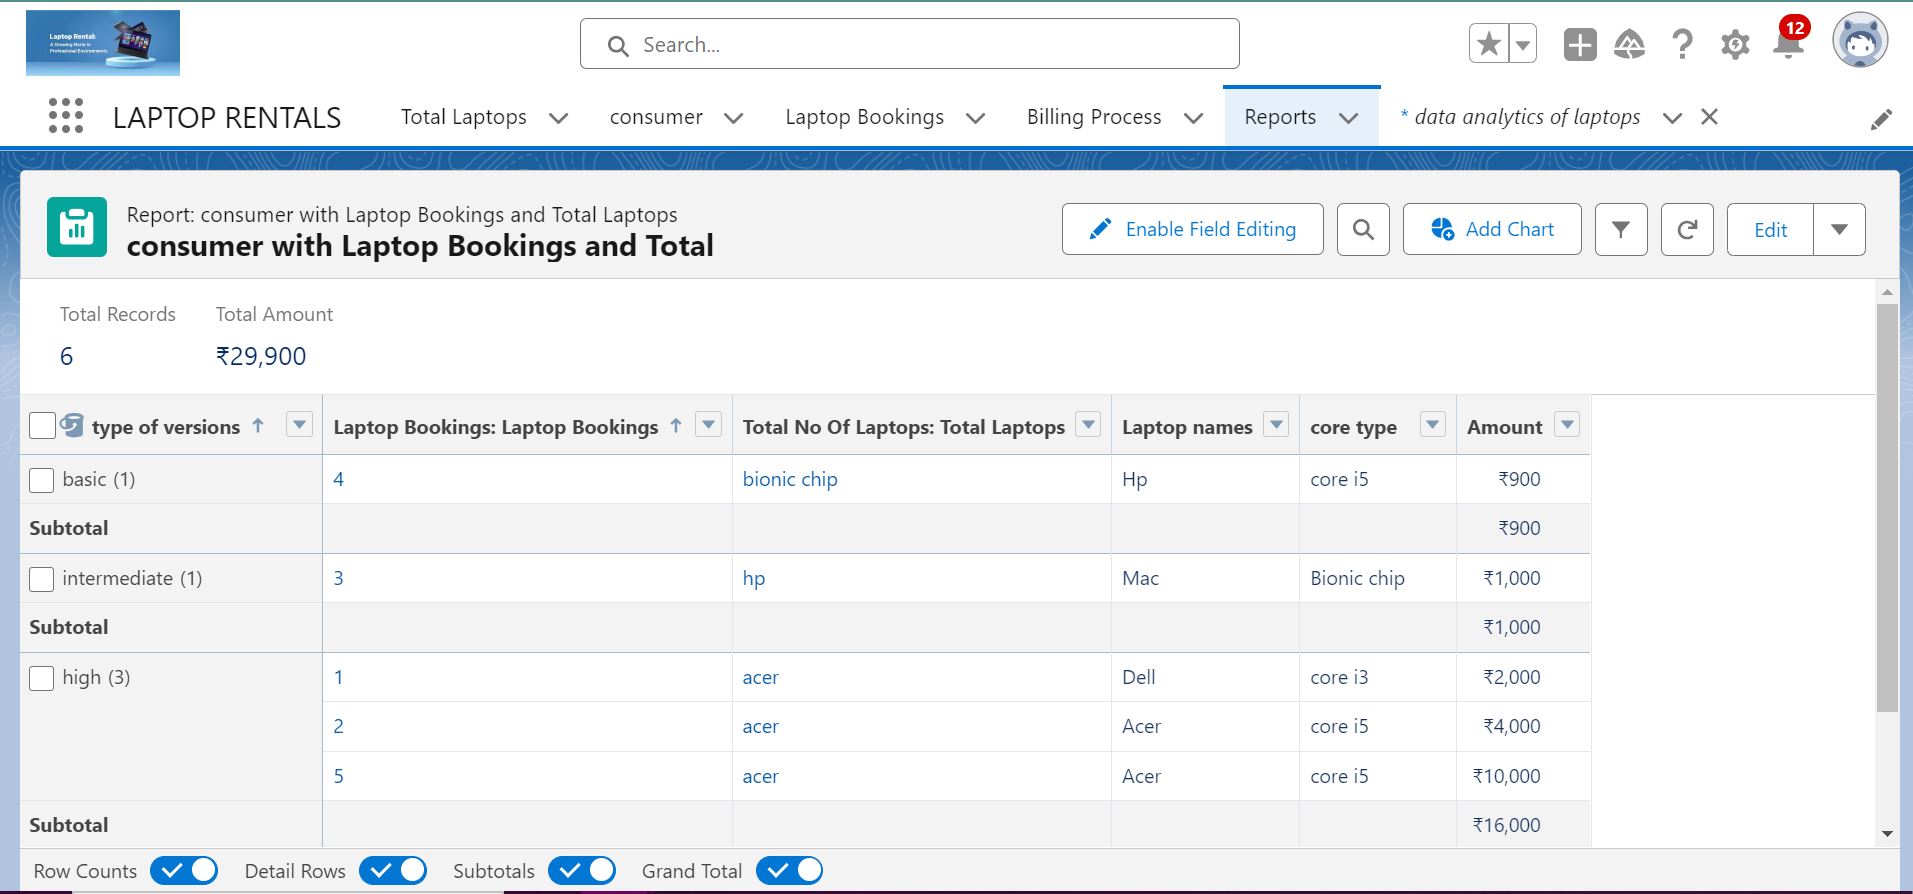 Laptop Rental:
A Growing Norm in
Professional Environments
Search...
12
LAPTOP RENTALS
Total Laptops
consumer
Laptop Bookings
Billing Process
Reports
* data analytics of laptops
Report: consumer with Laptop Bookings and Total Laptops
consumer with Laptop Bookings and Total
Enable Field Editing
Add Chart
Edit
Total Records Total Amount
6 ₹29,900
type of versions Laptop Bookings: Laptop Bookings Total No Of Laptops: Total Laptops Laptop names core type Amount
basic (1) 4 bionic chip Hp core i5 ₹900
Subtotal ₹900
intermediate (1) 3 hp Mac Bionic chip ₹1,000
Subtotal ₹1,000
high (3) 1 acer Dell core i3 ₹2,000
2 acer Acer core i5 ₹4,000
5 acer Acer core i5 ₹10,000
Subtotal ₹16,000
Row Counts Detail Rows Subtotals Grand Total